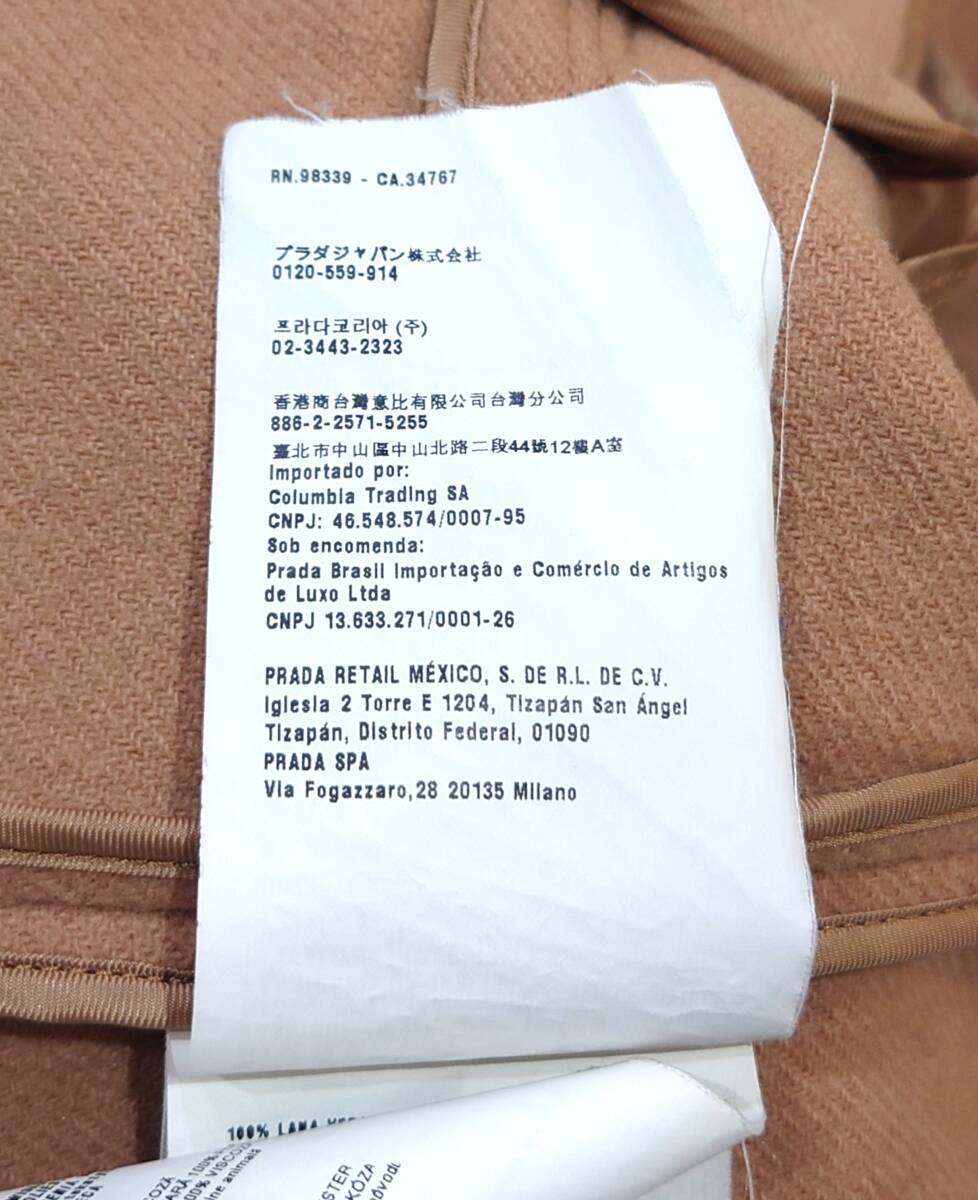 RN.98339 - CA.34767
プラダジャパン株式会社
0120-559-914
프라다코리아 (주)
02-3443-2323
香港商台灣意比有限公司台灣分公司
886-2-2571-5255
臺北市中山區中山北路二段44號12樓A室
Importado por:
Columbia Trading SA
CNPJ: 46.548.574/0007-95
Sob encomenda:
Prada Brasil Importação e Comércio de Artigos
de Luxo Ltda
CNPJ 13.633.271/0001-26
PRADA RETAIL MÉXICO, S. DE R.L. DE C.V.
Iglesia 2 Torre E 1204, Tizapán San Ángel
Tizapán, Distrito Federal, 01090
PRADA SPA
Via Fogazzaro,28 20135 Milano
100% LANA